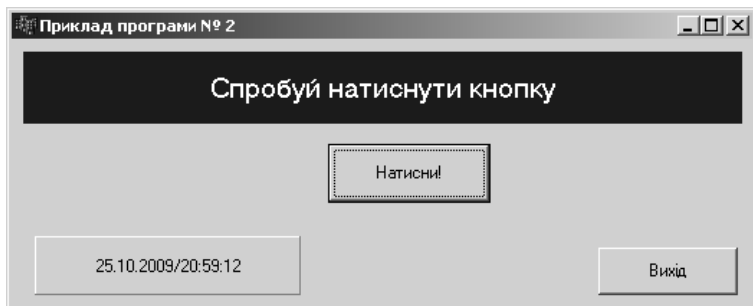 Приклад програми № 2
Спробуй натиснути кнопку
Натисни!
25.10.2009/20:59:12
Вихід